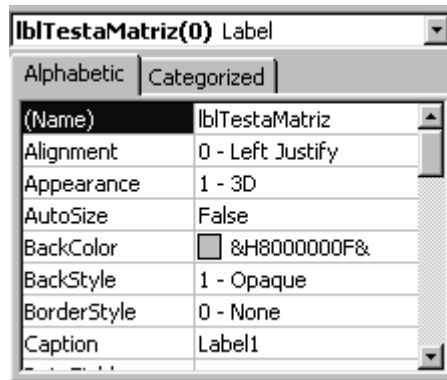 lblTestaMatriz(0) Label
Alphabetic Categorized
(Name) lblTestaMatriz
Alignment 0 - Left Justify
Appearance 1 - 3D
AutoSize False
BackColor &H8000000F&
BackStyle 1 - Opaque
BorderStyle 0 - None
Caption Label1